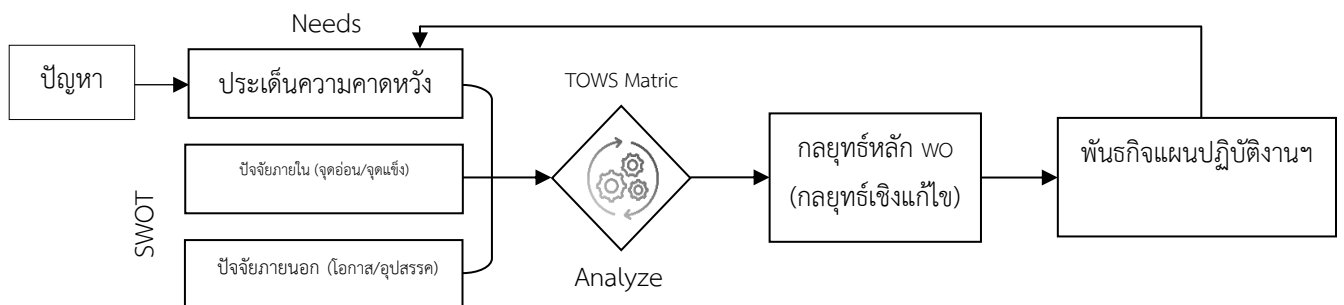 Needs
ปัญหา
ประเด็นความคาดหวัง
TOWS Matric
ปัจจัยภายใน (จุดอ่อน/จุดแข็ง)
กลยุทธ์หลัก WO
(กลยุทธ์เชิงแก้ไข)
พันธกิจแผนปฏิบัติงานฯ
SWOT
ปัจจัยภายนอก (โอกาส/อุปสรรค)
Analyze